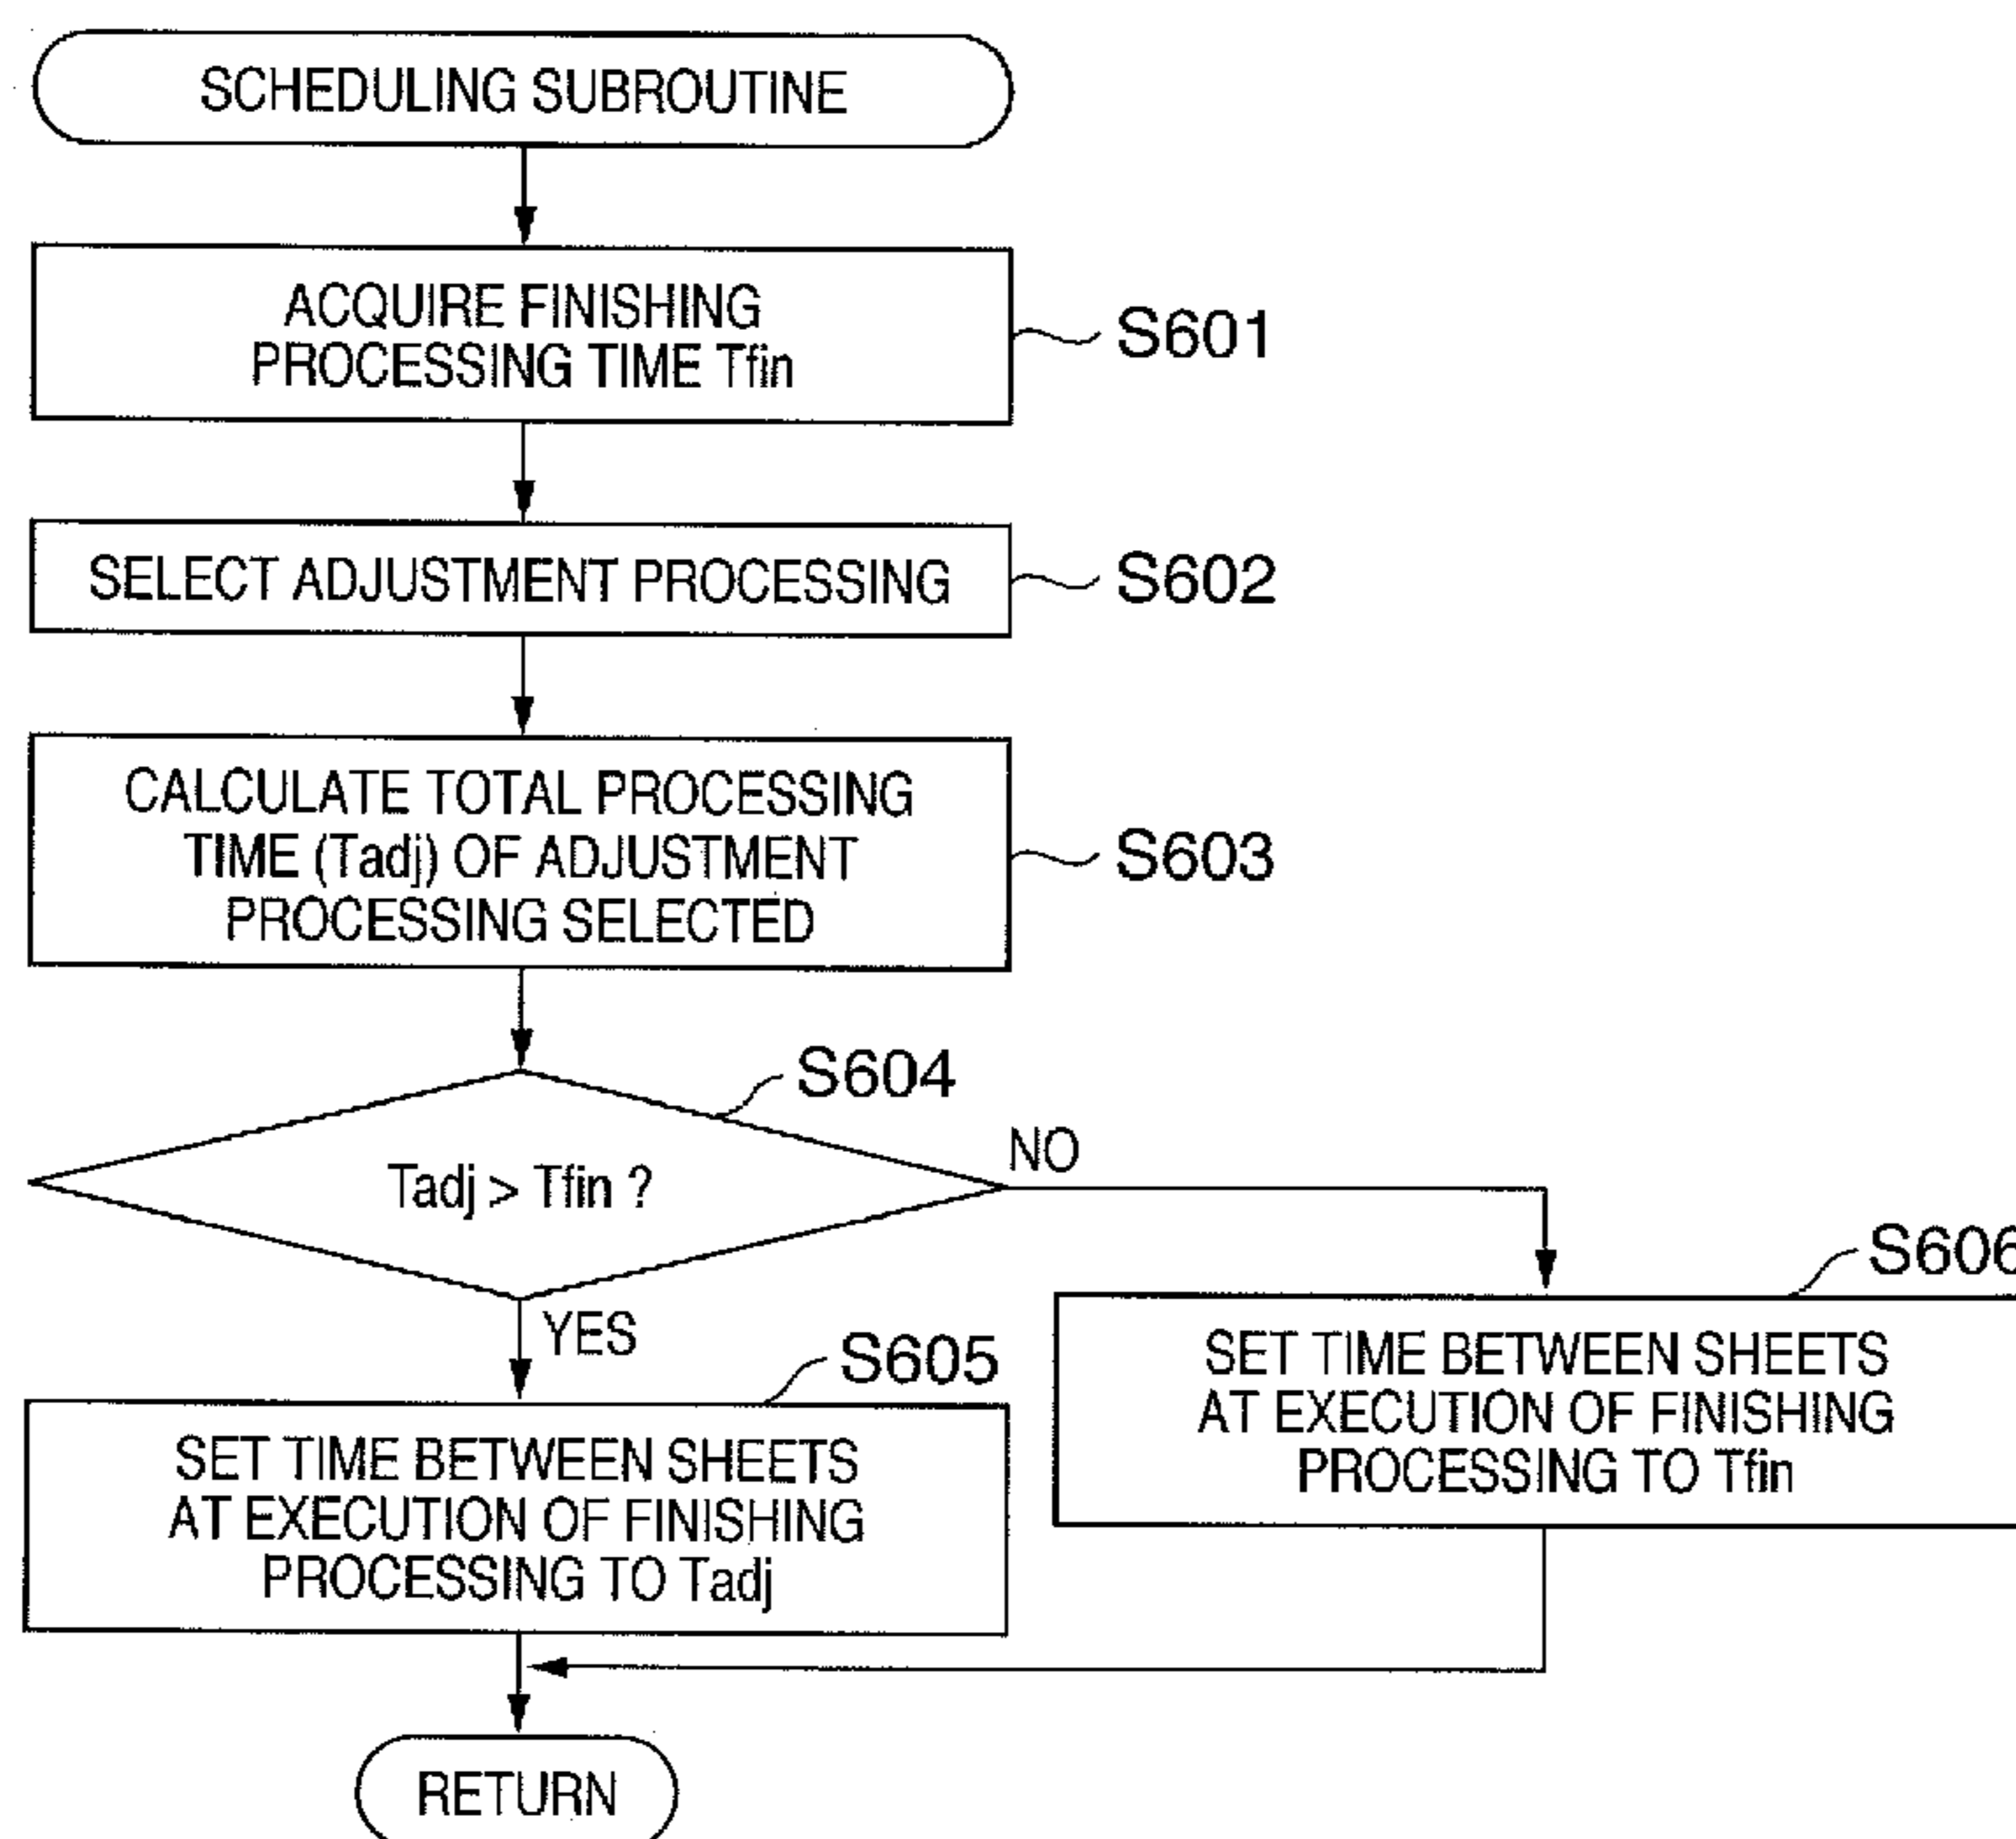 SCHEDULING SUBROUTINE
ACQUIRE FINISHING
PROCESSING TIME Tfin
S601
SELECT ADJUSTMENT PROCESSING
S602
CALCULATE TOTAL PROCESSING
TIME (Tadj) OF ADJUSTMENT
PROCESSING SELECTED
S603
S604
Tadj > Tfin ?
NO
YES
S606
SET TIME BETWEEN SHEETS
AT EXECUTION OF FINISHING
PROCESSING TO Tfin
S605
SET TIME BETWEEN SHEETS
AT EXECUTION OF FINISHING
PROCESSING TO Tadj
RETURN